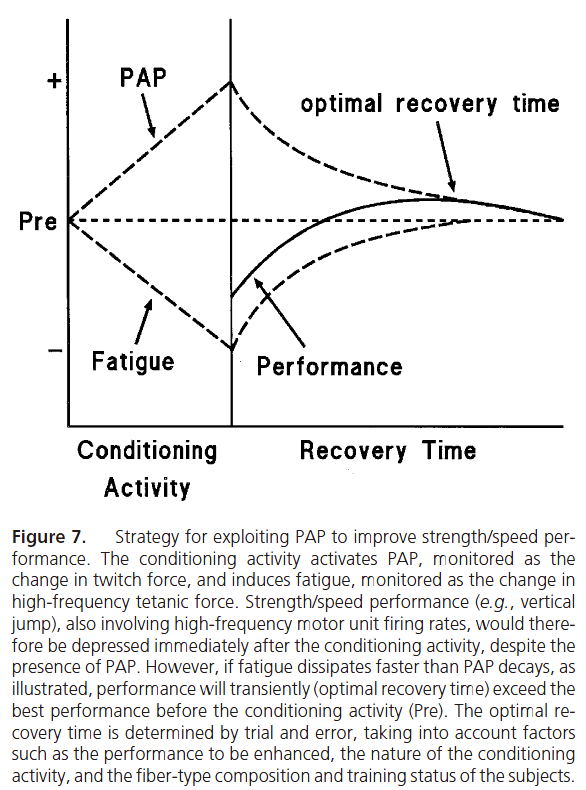 +
PAP
optimal recovery time
Pre
–
Fatigue
Performance
Conditioning
Activity
Recovery Time
Figure 7. Strategy for exploiting PAP to improve strength/speed per-
formance. The conditioning activity activates PAP, monitored as the
change in twitch force, and induces fatigue, monitored as the change in
high-frequency tetanic force. Strength/speed performance (e.g., vertical
jump), also involving high-frequency motor unit firing rates, would there-
fore be depressed immediately after the conditioning activity, despite the
presence of PAP. However, if fatigue dissipates faster than PAP decays, as
illustrated, performance will transiently (optimal recovery time) exceed the
best performance before the conditioning activity (Pre). The optimal re-
covery time is determined by trial and error, taking into account factors
such as the performance to be enhanced, the nature of the conditioning
activity, and the fiber-type composition and training status of the subjects.